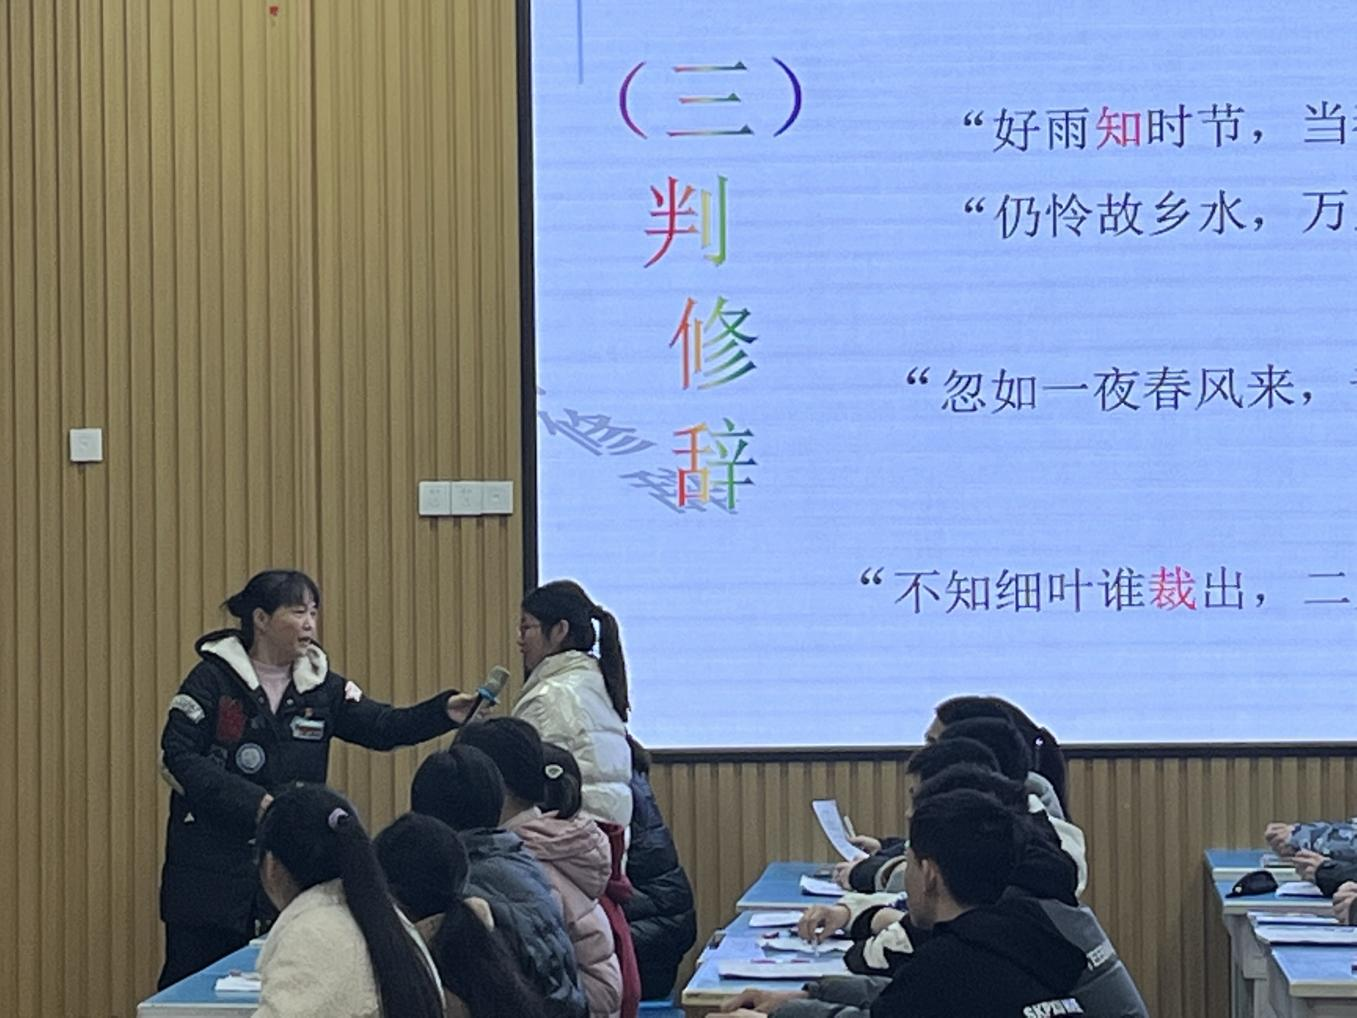 （三）
判
修
辞
“好雨知时节，当
“仍怜故乡水，万
“忽如一夜春风来，
“不知细叶谁裁出，二